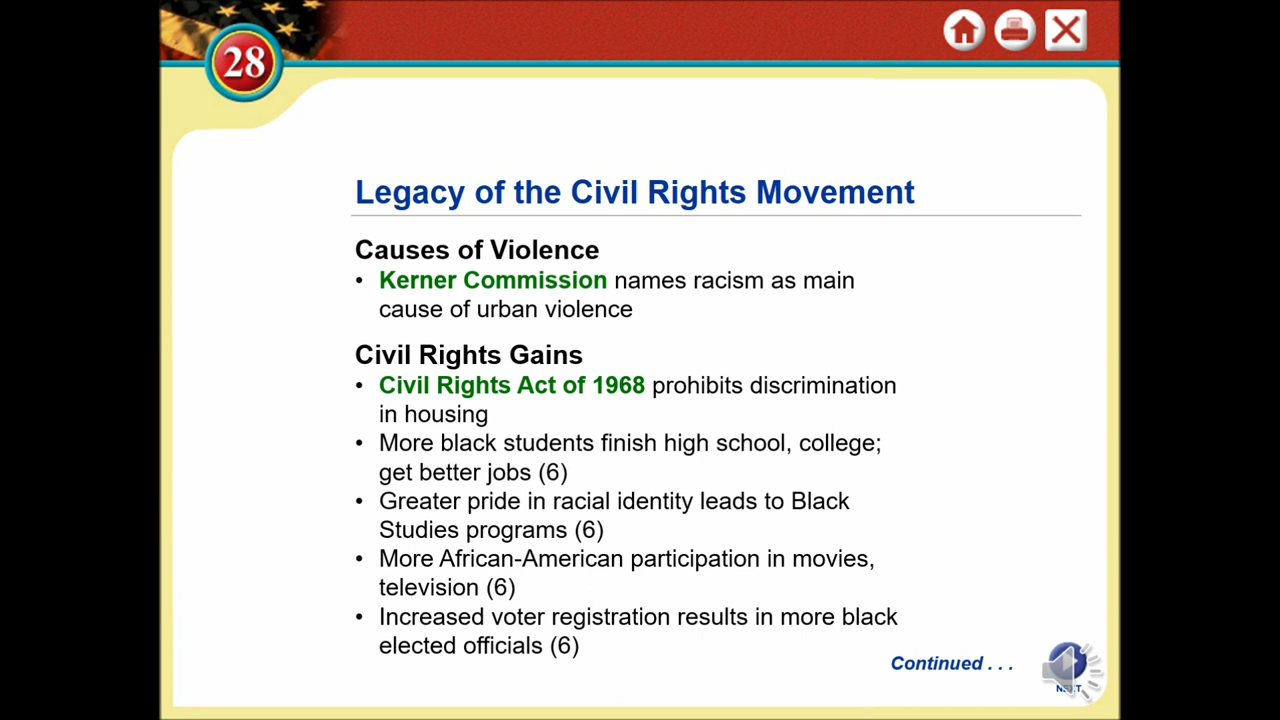 28
Legacy of the Civil Rights Movement
Causes of Violence
• Kerner Commission names racism as main
cause of urban violence
Civil Rights Gains
• Civil Rights Act of 1968 prohibits discrimination
in housing
• More black students finish high school, college;
get better jobs (6)
• Greater pride in racial identity leads to Black
Studies programs (6)
• More African-American participation in movies,
television (6)
• Increased voter registration results in more black
elected officials (6)
Continued . . .
NEXT